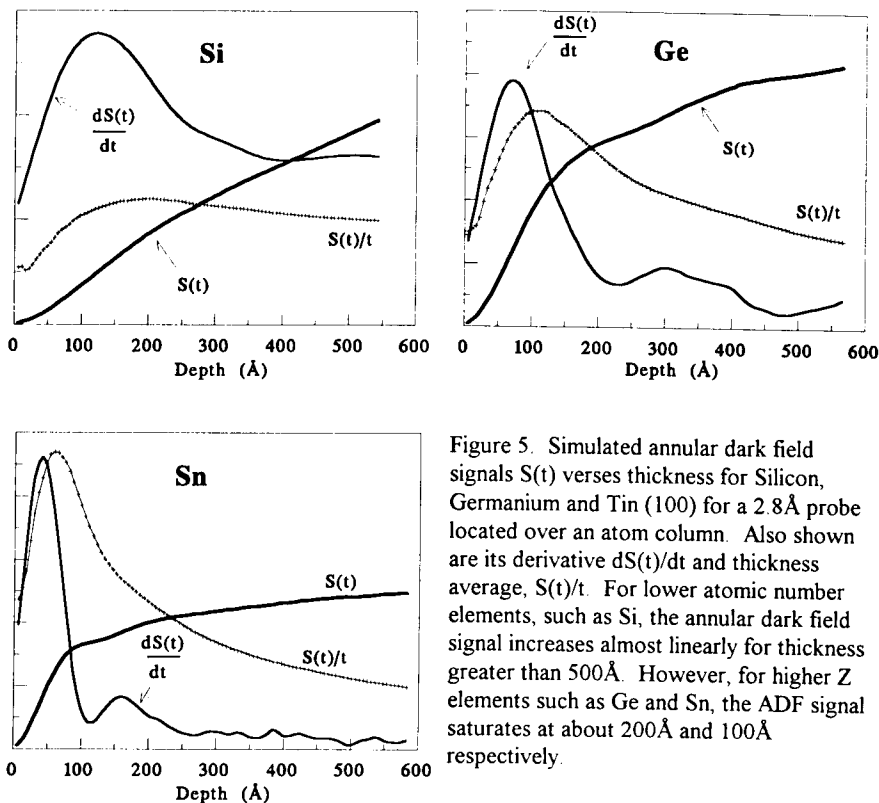 Si
dS(t)
dt
S(t)/t
S(t)
0 100 200 300 400 500 600
Depth (Å)
dS(t)
dt
Ge
S(t)
S(t)/t
0 100 200 300 400 500 600
Depth (Å)
Sn
S(t)
dS(t)
dt
S(t)/t
0 100 200 300 400 500 600
Depth (Å)
Figure 5. Simulated annular dark field
signals S(t) verses thickness for Silicon,
Germanium and Tin (100) for a 2.8Å probe
located over an atom column. Also shown
are its derivative dS(t)/dt and thickness
average, S(t)/t. For lower atomic number
elements, such as Si, the annular dark field
signal increases almost linearly for thickness
greater than 500Å. However, for higher Z
elements such as Ge and Sn, the ADF signal
saturates at about 200Å and 100Å
respectively.